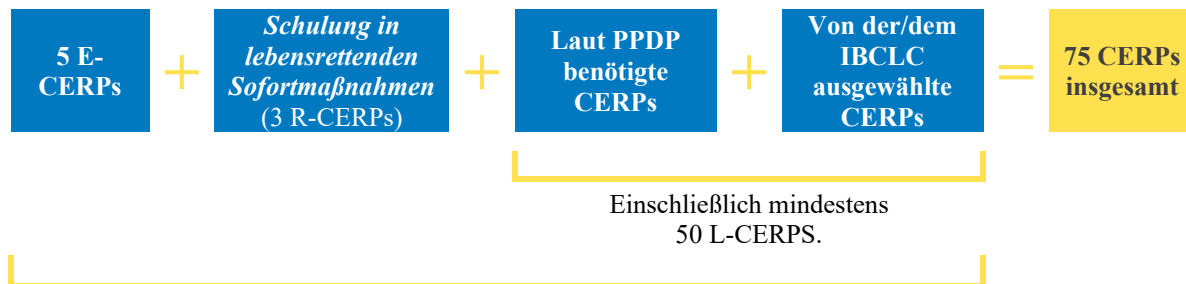 5 E-
CERPs
+
Schulung in
lebensrettenden
Sofortmaßnahmen
(3 R-CERPs)
+
Laut PPDP
benötigte
CERPs
+
Von der/dem
IBCLC
ausgewählte
CERPs
=
75 CERPs
insgesamt
Einschließlich mindestens
50 L-CERPS.